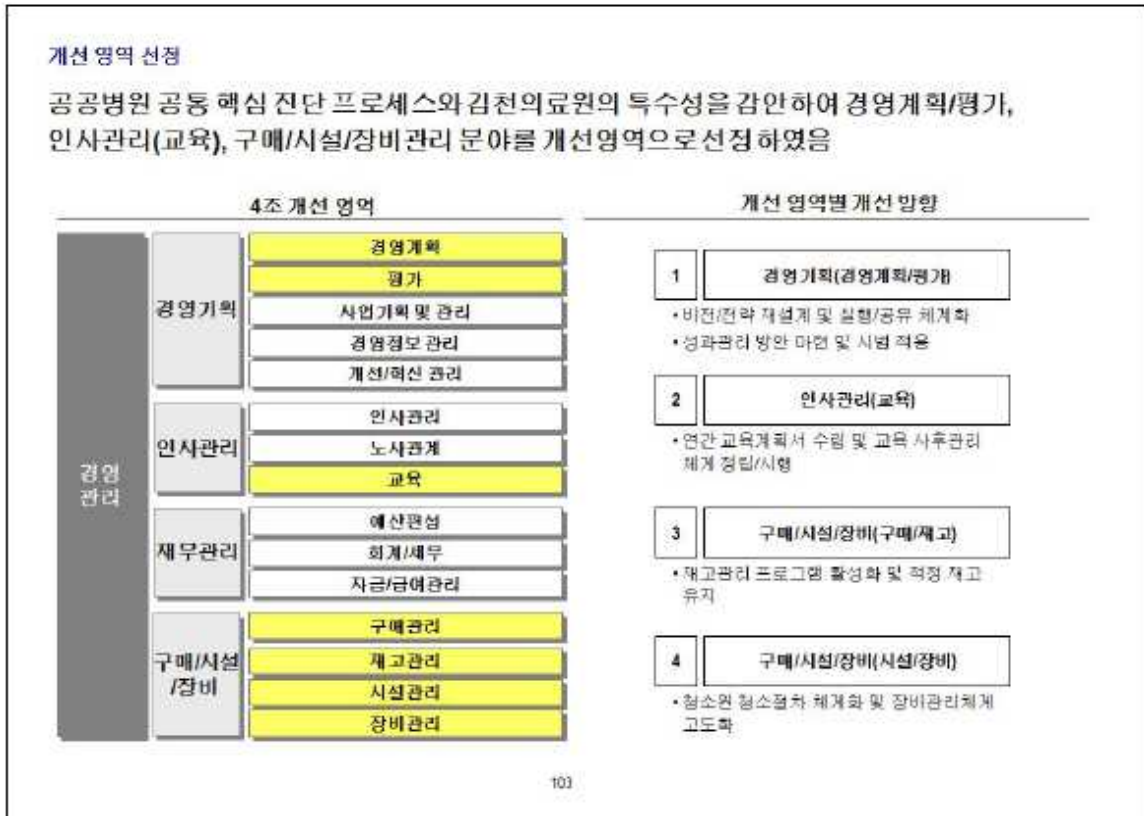 개선 영역 선정
공공병원 공통 핵심 진단 프로세스와 김천의료원의 특수성을 감안하여 경영계획/평가,
인사관리(교육), 구매/시설/장비관리 분야를 개선영역으로 선정하였음
4조 개선 영역
경영
관리
경영기획
경영계획
평가
사업기획 및 관리
경영정보 관리
개선/혁신 관리
인사관리
인사관리
노사관계
교육
재무관리
예산편성
회계/세무
자금/급여관리
구매/시설
/장비
구매관리
재고관리
시설관리
장비관리
개선 영역별 개선 방향
1 경영기획(경영계획/평가)
• 비전/전략 재설계 및 실행/공유 체계화
• 성과관리 방안 마련 및 시범 적용
2 인사관리(교육)
• 연간 교육계획서 수립 및 교육 사후관리
체계 정립/시행
3 구매/시설/장비(구매/재고)
• 재고관리 프로그램 활성화 및 적정 재고
유지
4 구매/시설/장비(시설/장비)
• 청소원 청소절차 체계화 및 장비관리체계
고도화
103